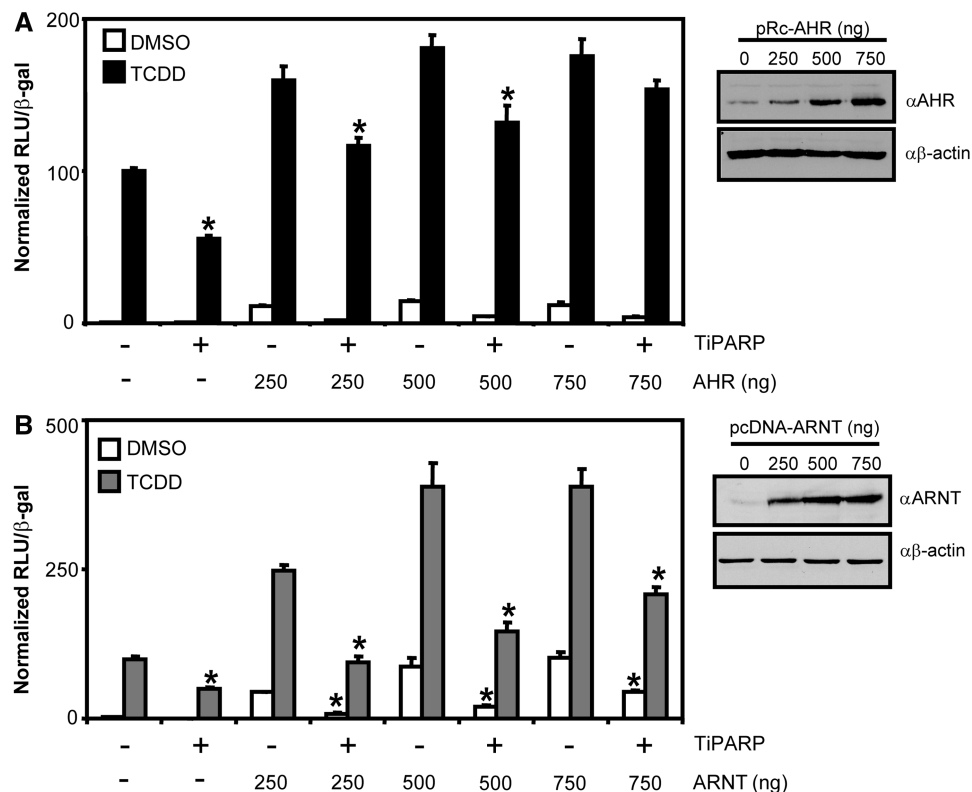 A
200
100
0
Normalized RLU/β-gal
DMSO
TCDD
*
*
*
- + - + - + - + TiPARP
- - 250 250 500 500 750 750 AHR (ng)
pRc-AHR (ng)
0 250 500 750
αAHR
αβ-actin
B
500
250
0
Normalized RLU/β-gal
DMSO
TCDD
*
*
*
*
*
*
*
- + - + - + - + TiPARP
- - 250 250 500 500 750 750 ARNT (ng)
pcDNA-ARNT (ng)
0 250 500 750
αARNT
αβ-actin